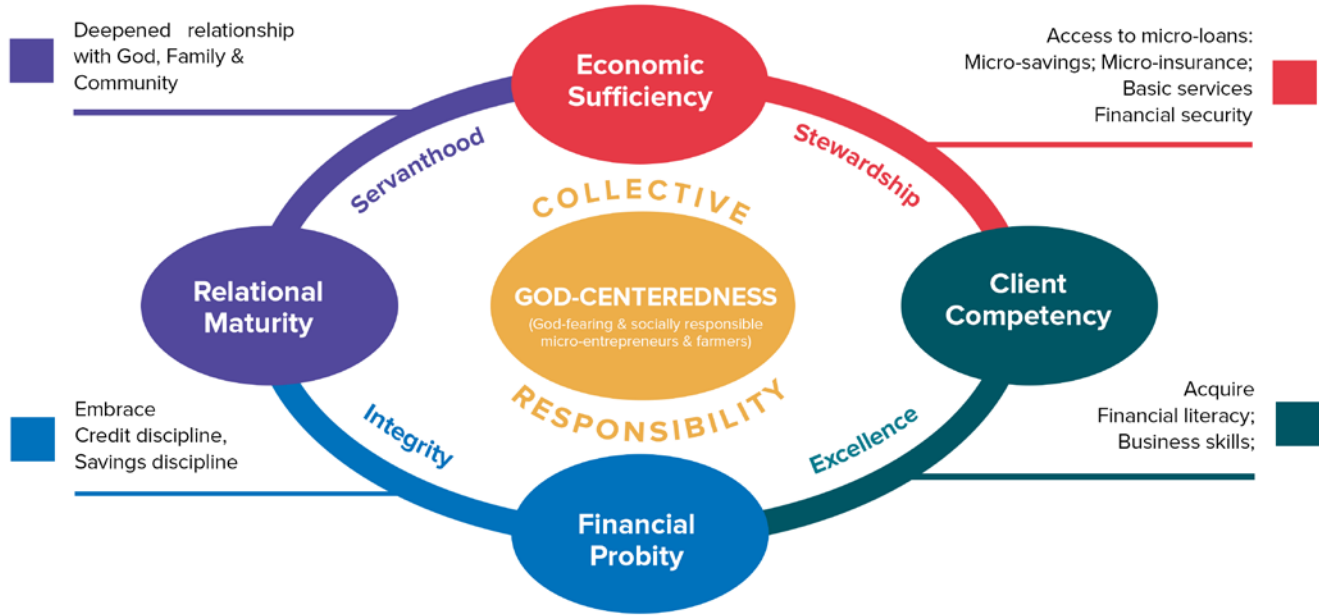 Deepened relationship
with God, Family &
Community
Economic
Sufficiency
Access to micro-loans:
Micro-savings; Micro-insurance;
Basic services
Financial security
Servanthood
Stewardship
COLLECTIVE
Relational
Maturity
GOD-CENTEREDNESS
(God-fearing & socially responsible
micro-entrepreneurs & farmers)
Client
Competency
RESPONSIBILITY
Embrace
Credit discipline,
Savings discipline
Integrity
Excellence
Acquire
Financial literacy;
Business skills;
Financial
Probity